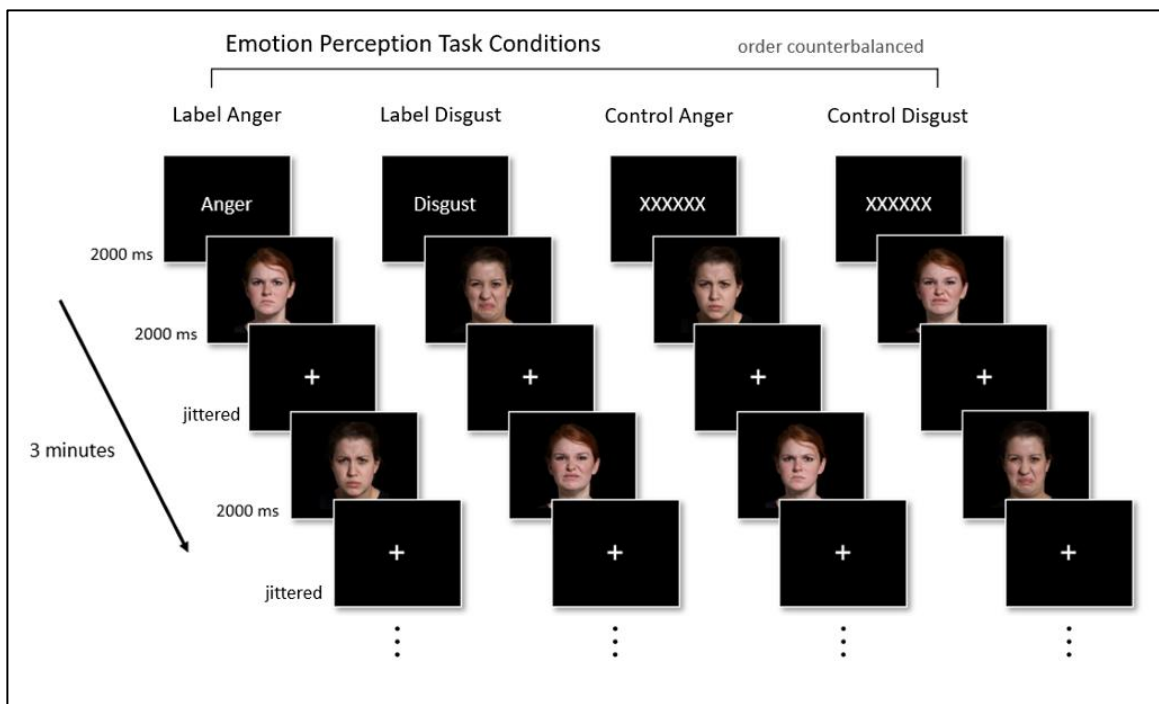 Emotion Perception Task Conditions
order counterbalanced
Label Anger
Label Disgust
Control Anger
Control Disgust
Anger
Disgust
XXXXXX
XXXXXX
2000 ms
2000 ms
+
+
+
+
jittered
3 minutes
2000 ms
+
+
+
+
jittered